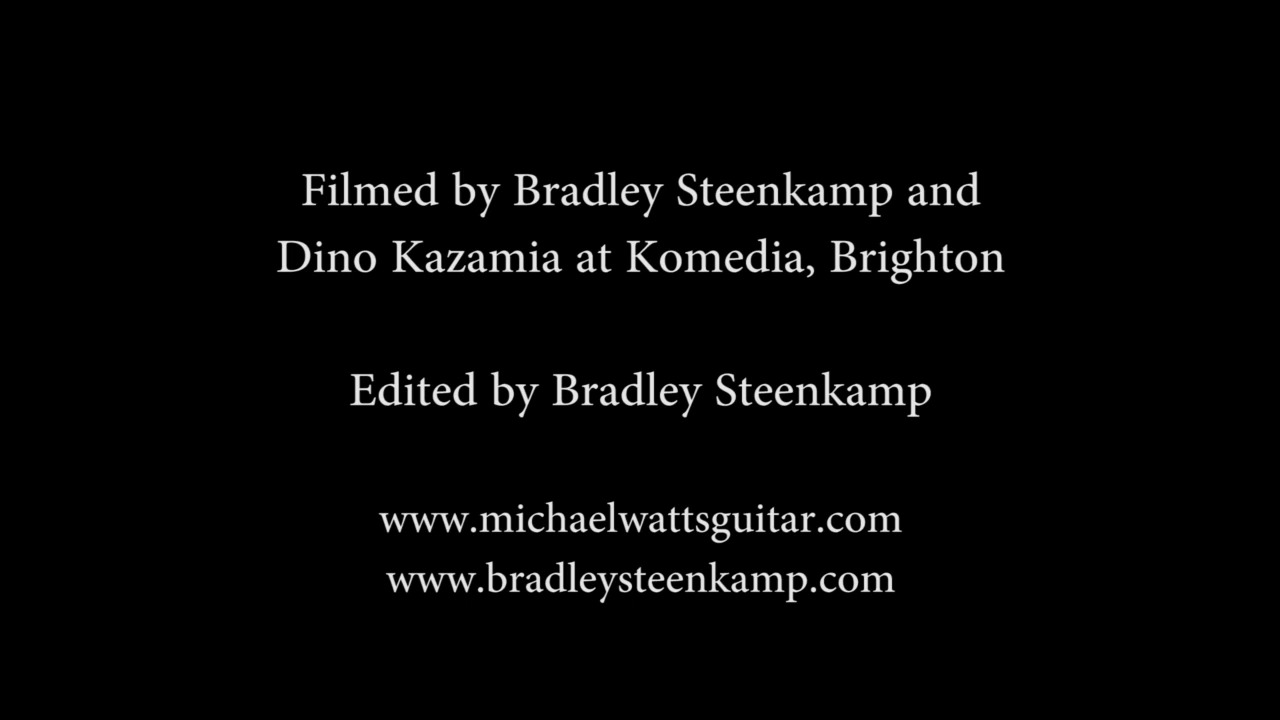 Filmed by Bradley Steenkamp and
Dino Kazamia at Komedia, Brighton
Edited by Bradley Steenkamp
www.michaelwattsguitar.com
www.bradleysteenkamp.com